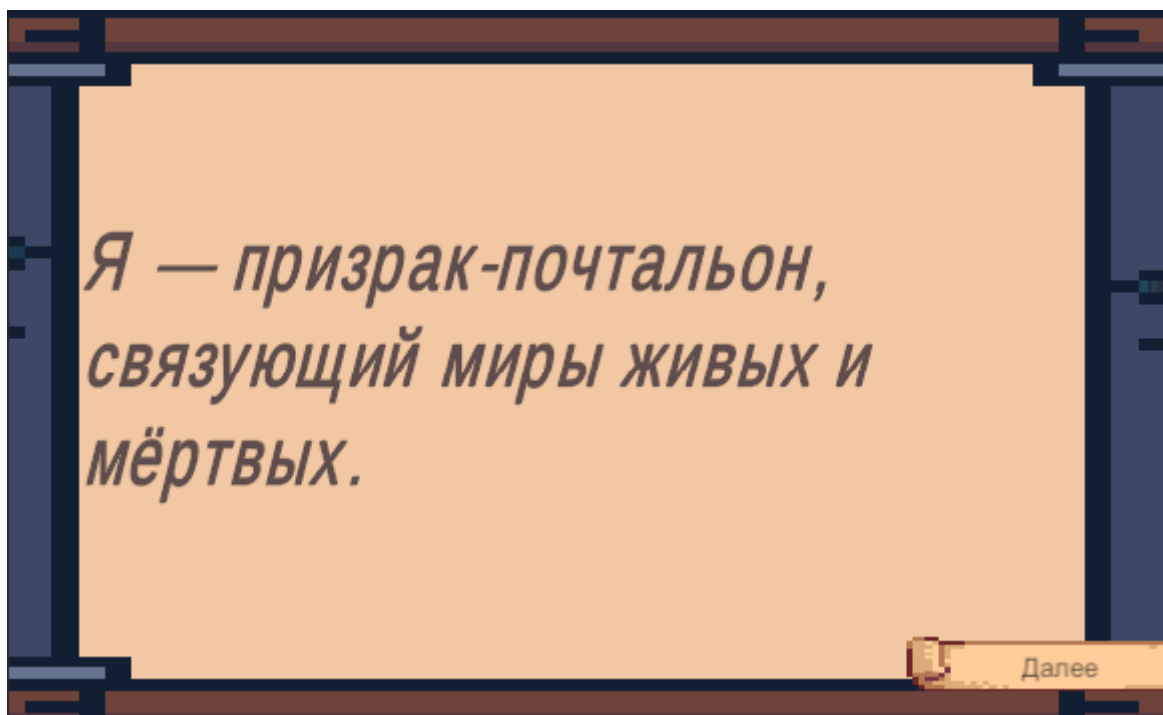 Я — призрак-почтальон,
связующий миры живых и
мёртвых.
Далее